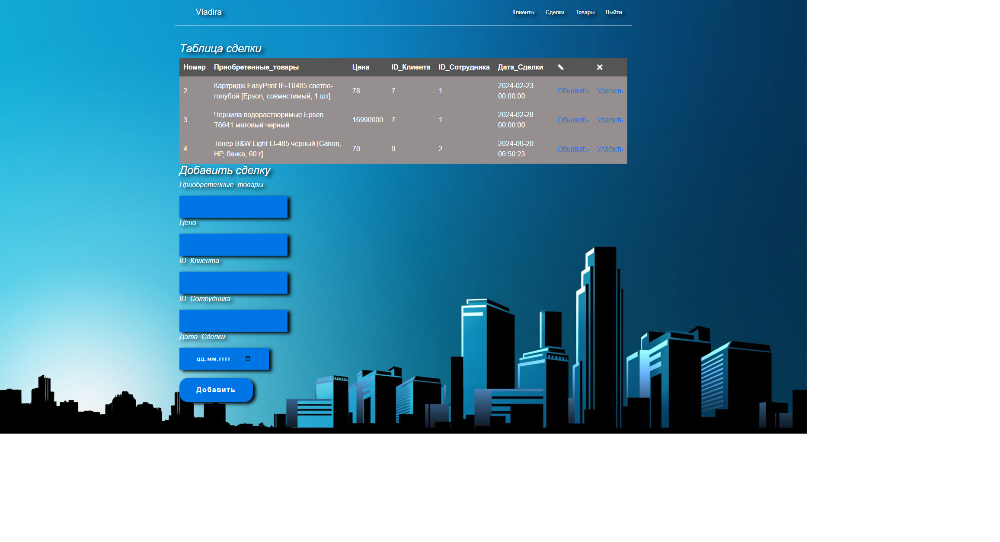 Vladira
Клиенты Сделки Товары Выйти
Таблица сделки
Номер Приобретенные_товары Цена ID_Клиента ID_Сотрудника Дата_Сделки
2 Картридж EasyPrint IE-T0485 светло-голубой [Epson, совместимый, 1 шт] 78 7 1 2024-02-23 00:00:00 Обновить Удалить
3 Чернила водорастворимые Epson T6641 матовый черный 16990000 7 1 2024-02-28 00:00:00 Обновить Удалить
4 Тонер B&W Light LI-485 черный [Canon, HP, банка, 60 г] 70 9 2 2024-06-20 06:50:23 Обновить Удалить
Добавить сделку
Приобретенные_товары
Цена
ID_Клиента
ID_Сотрудника
Дата_Сделки
дд.мм.гггг
Добавить